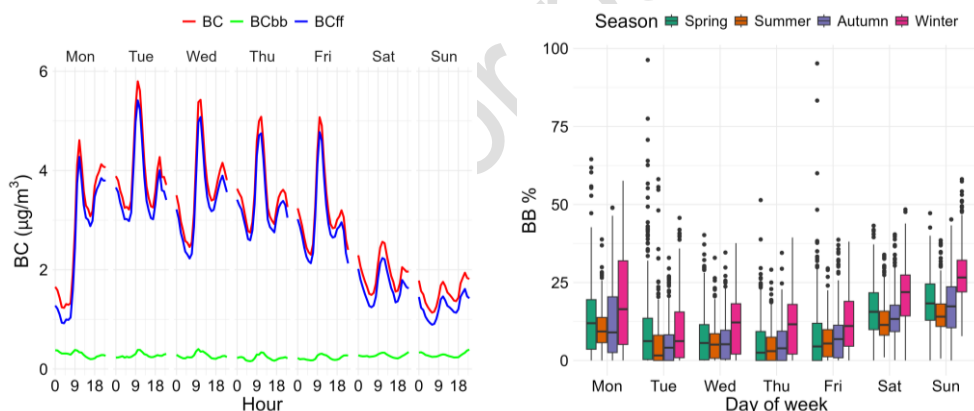 BC BCbb BCff
Mon Tue Wed Thu Fri Sat Sun
6
4
2
0
BC (µg/m³)
0 9 18 0 9 18 0 9 18 0 9 18 0 9 18 0 9 18 0 9 18
Hour
Season Spring Summer Autumn Winter
100
75
50
25
0
BB %
Mon Tue Wed Thu Fri Sat Sun
Day of week